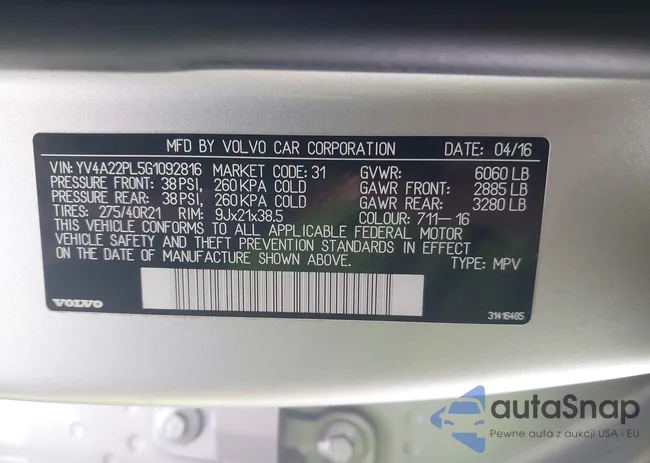 MFD BY VOLVO CAR CORPORATION DATE: 04/16
VIN: YV4A22PL5G1092816 MARKET CODE: 31 GVWR: 6060 LB
PRESSURE FRONT: 38 PSI, 260 KPA COLD GAWR FRONT: 2885 LB
PRESSURE REAR: 38 PSI, 260 KPA COLD GAWR REAR: 3280 LB
TIRES: 275/40R21 RIM: 9Jx21x38.5 COLOUR: 711-16
THIS VEHICLE CONFORMS TO ALL APPLICABLE FEDERAL MOTOR
VEHICLE SAFETY AND THEFT PREVENTION STANDARDS IN EFFECT
ON THE DATE OF MANUFACTURE SHOWN ABOVE. TYPE: MPV
VOLVO 31416485
autaSnap
Pewne auta z aukcji USA i EU